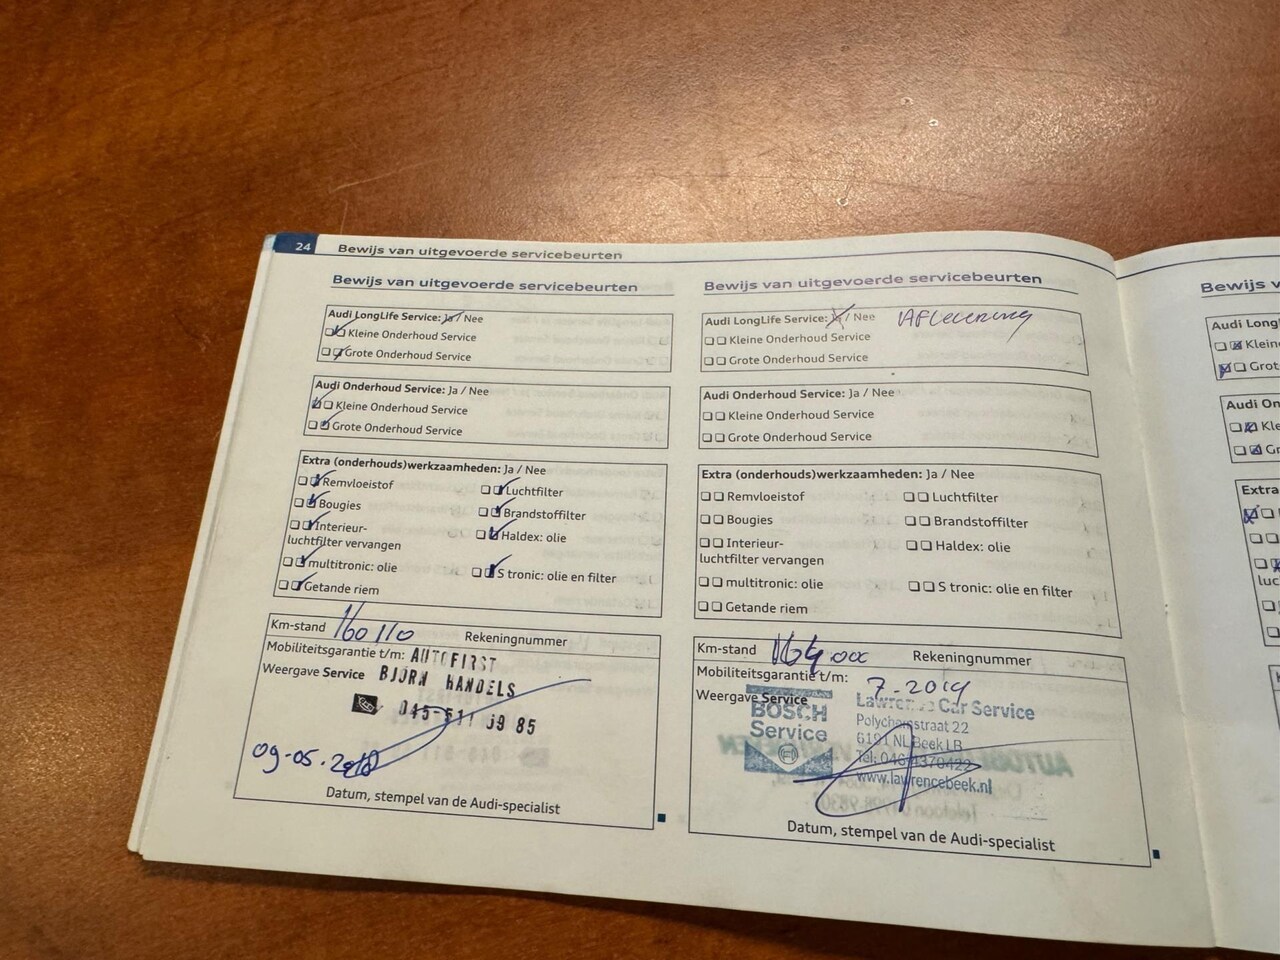 24 Bewijs van uitgevoerde servicebeurten
Bewijs van uitgevoerde servicebeurten
Audi LongLife Service: Ja / Nee
Kleine Onderhoud Service
Grote Onderhoud Service
Audi Onderhoud Service: Ja / Nee
Kleine Onderhoud Service
Grote Onderhoud Service
Extra (onderhouds)werkzaamheden: Ja / Nee
Remvloeistof
Luchtfilter
Bougies
Brandstoffilter
Interieur-
luchtfilter vervangen
Haldex: olie
multitronic: olie
S tronic: olie en filter
Getande riem
Km-stand 160110 Rekeningnummer
Mobiliteitsgarantie t/m: AUTOFIRST
Weergave Service BJORN HANDELS
09-05-
Datum, stempel van de Audi-specialist
Bewijs van uitgevoerde servicebeurten
Audi LongLife Service: Ja / Nee Aflevering
Kleine Onderhoud Service
Grote Onderhoud Service
Audi Onderhoud Service: Ja / Nee
Kleine Onderhoud Service
Grote Onderhoud Service
Extra (onderhouds)werkzaamheden: Ja / Nee
Remvloeistof
Luchtfilter
Bougies
Brandstoffilter
Interieur-
luchtfilter vervangen
Haldex: olie
multitronic: olie
S tronic: olie en filter
Getande riem
Km-stand 164000 Rekeningnummer
Mobiliteitsgarantie t/m: 7-2019
Weergave Service
BOSCH
Service
Lawrence Car Service
22
6191 NL Beek LB
Tel: 046-4370422
www.lawrencebeek.nl
Datum, stempel van de Audi-specialist
Bewijs v
Audi Long
Kleine
Grot
Audi On
Kle
G
Extra
luc